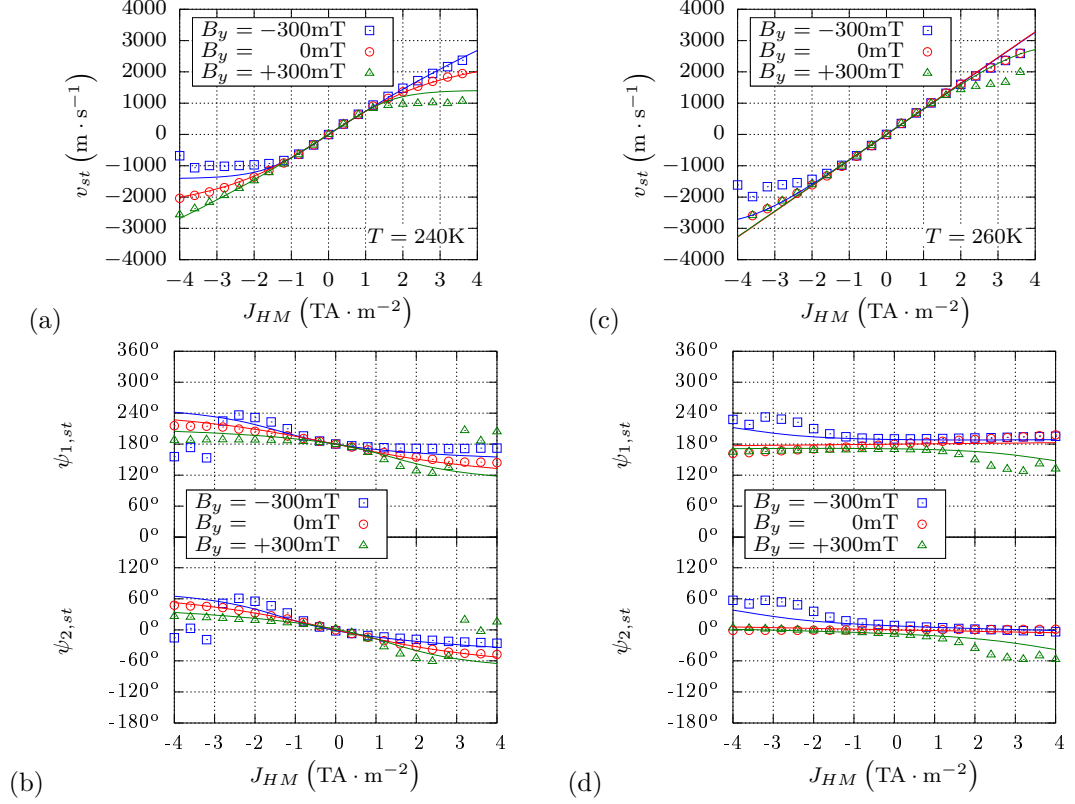 4000
3000
2000
1000
0
−1000
−2000
−3000
−4000
v_{st} (m · s^{−1})
B_y = −300mT
B_y = 0mT
B_y = +300mT
T = 240K
−4 −3 −2 −1 0 1 2 3 4
J_{HM} (TA · m^{−2})
(a)
4000
3000
2000
1000
0
−1000
−2000
−3000
−4000
v_{st} (m · s^{−1})
B_y = −300mT
B_y = 0mT
B_y = +300mT
T = 260K
−4 −3 −2 −1 0 1 2 3 4
J_{HM} (TA · m^{−2})
(c)
360º
300º
240º
180º
120º
60º
0º
120º
60º
0º
-60º
-120º
-180º
ψ_{1,st}
ψ_{2,st}
B_y = −300mT
B_y = 0mT
B_y = +300mT
-4 -3 -2 -1 0 1 2 3 4
J_{HM} (TA · m^{−2})
(b)
360º
300º
240º
180º
120º
60º
0º
120º
60º
0º
-60º
-120º
-180º
ψ_{1,st}
ψ_{2,st}
B_y = −300mT
B_y = 0mT
B_y = +300mT
-4 -3 -2 -1 0 1 2 3 4
J_{HM} (TA · m^{−2})
(d)